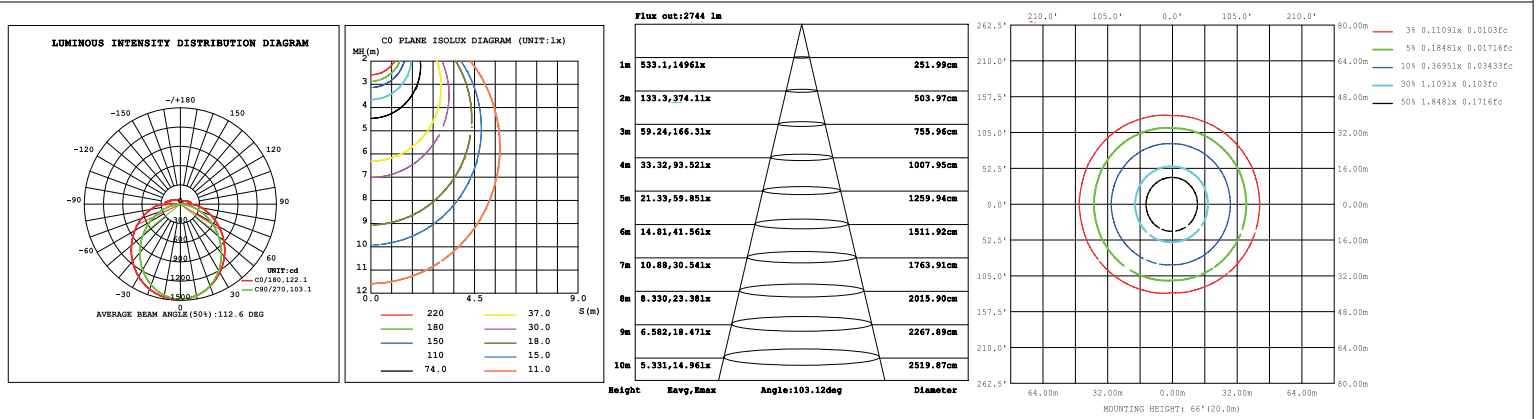 LUMINOUS INTENSITY DISTRIBUTION DIAGRAM
-/+180
-150
150
-120
120
-90
90
-60
60
-30
30
0
300
600
900
1200
1500
UNIT:cd
C0/180,122.1
C90/270,103.1
AVERAGE BEAM ANGLE(50%):112.6 DEG
C0 PLANE ISOLUX DIAGRAM (UNIT:lx)
MH(m)
2
3
4
5
6
7
8
9
10
11
12
0.0
4.5
9.0
S(m)
220
37.0
180
30.0
150
18.0
110
15.0
74.0
11.0
Flux out:2744 lm
1m 533.1,1496lx 251.99cm
2m 133.3,374.1lx 503.97cm
3m 59.24,166.3lx 755.96cm
4m 33.32,93.52lx 1007.95cm
5m 21.33,59.85lx 1259.94cm
6m 14.81,41.56lx 1511.92cm
7m 10.88,30.54lx 1763.91cm
8m 8.330,23.38lx 2015.90cm
9m 6.582,18.47lx 2267.89cm
10m 5.331,14.96lx 2519.87cm
Height Eavg,Emax Angle:103.12deg Diameter
210.0' 105.0' 0.0' 105.0' 210.0'
262.5' 80.00m
210.0' 64.00m
157.5' 48.00m
105.0' 32.00m
52.5' 16.00m
0.0' 0.00m
52.5' 16.00m
105.0' 32.00m
157.5' 48.00m
210.0' 64.00m
262.5' 80.00m
64.00m 32.00m 0.00m 32.00m 64.00m
MOUNTING HEIGHT: 66'(20.0m)
3% 0.1109lx 0.0103fc
5% 0.1848lx 0.01716fc
10% 0.3695lx 0.03433fc
30% 1.109lx 0.103fc
50% 1.848lx 0.1716fc